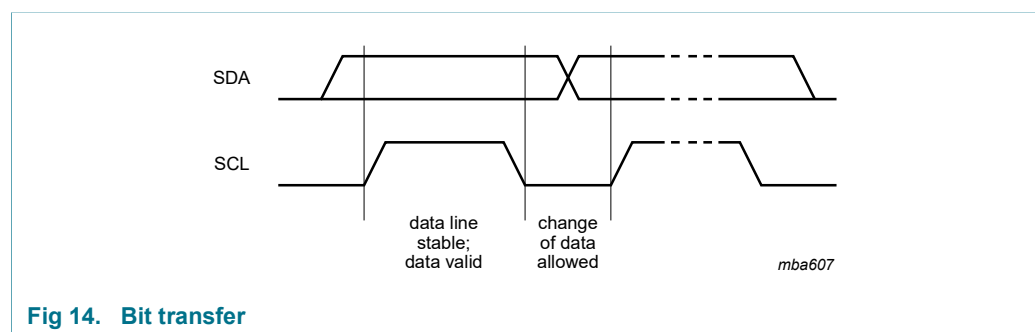 SDA
SCL
data line
stable;
data valid
change
of data
allowed
mba607
Fig 14. Bit transfer